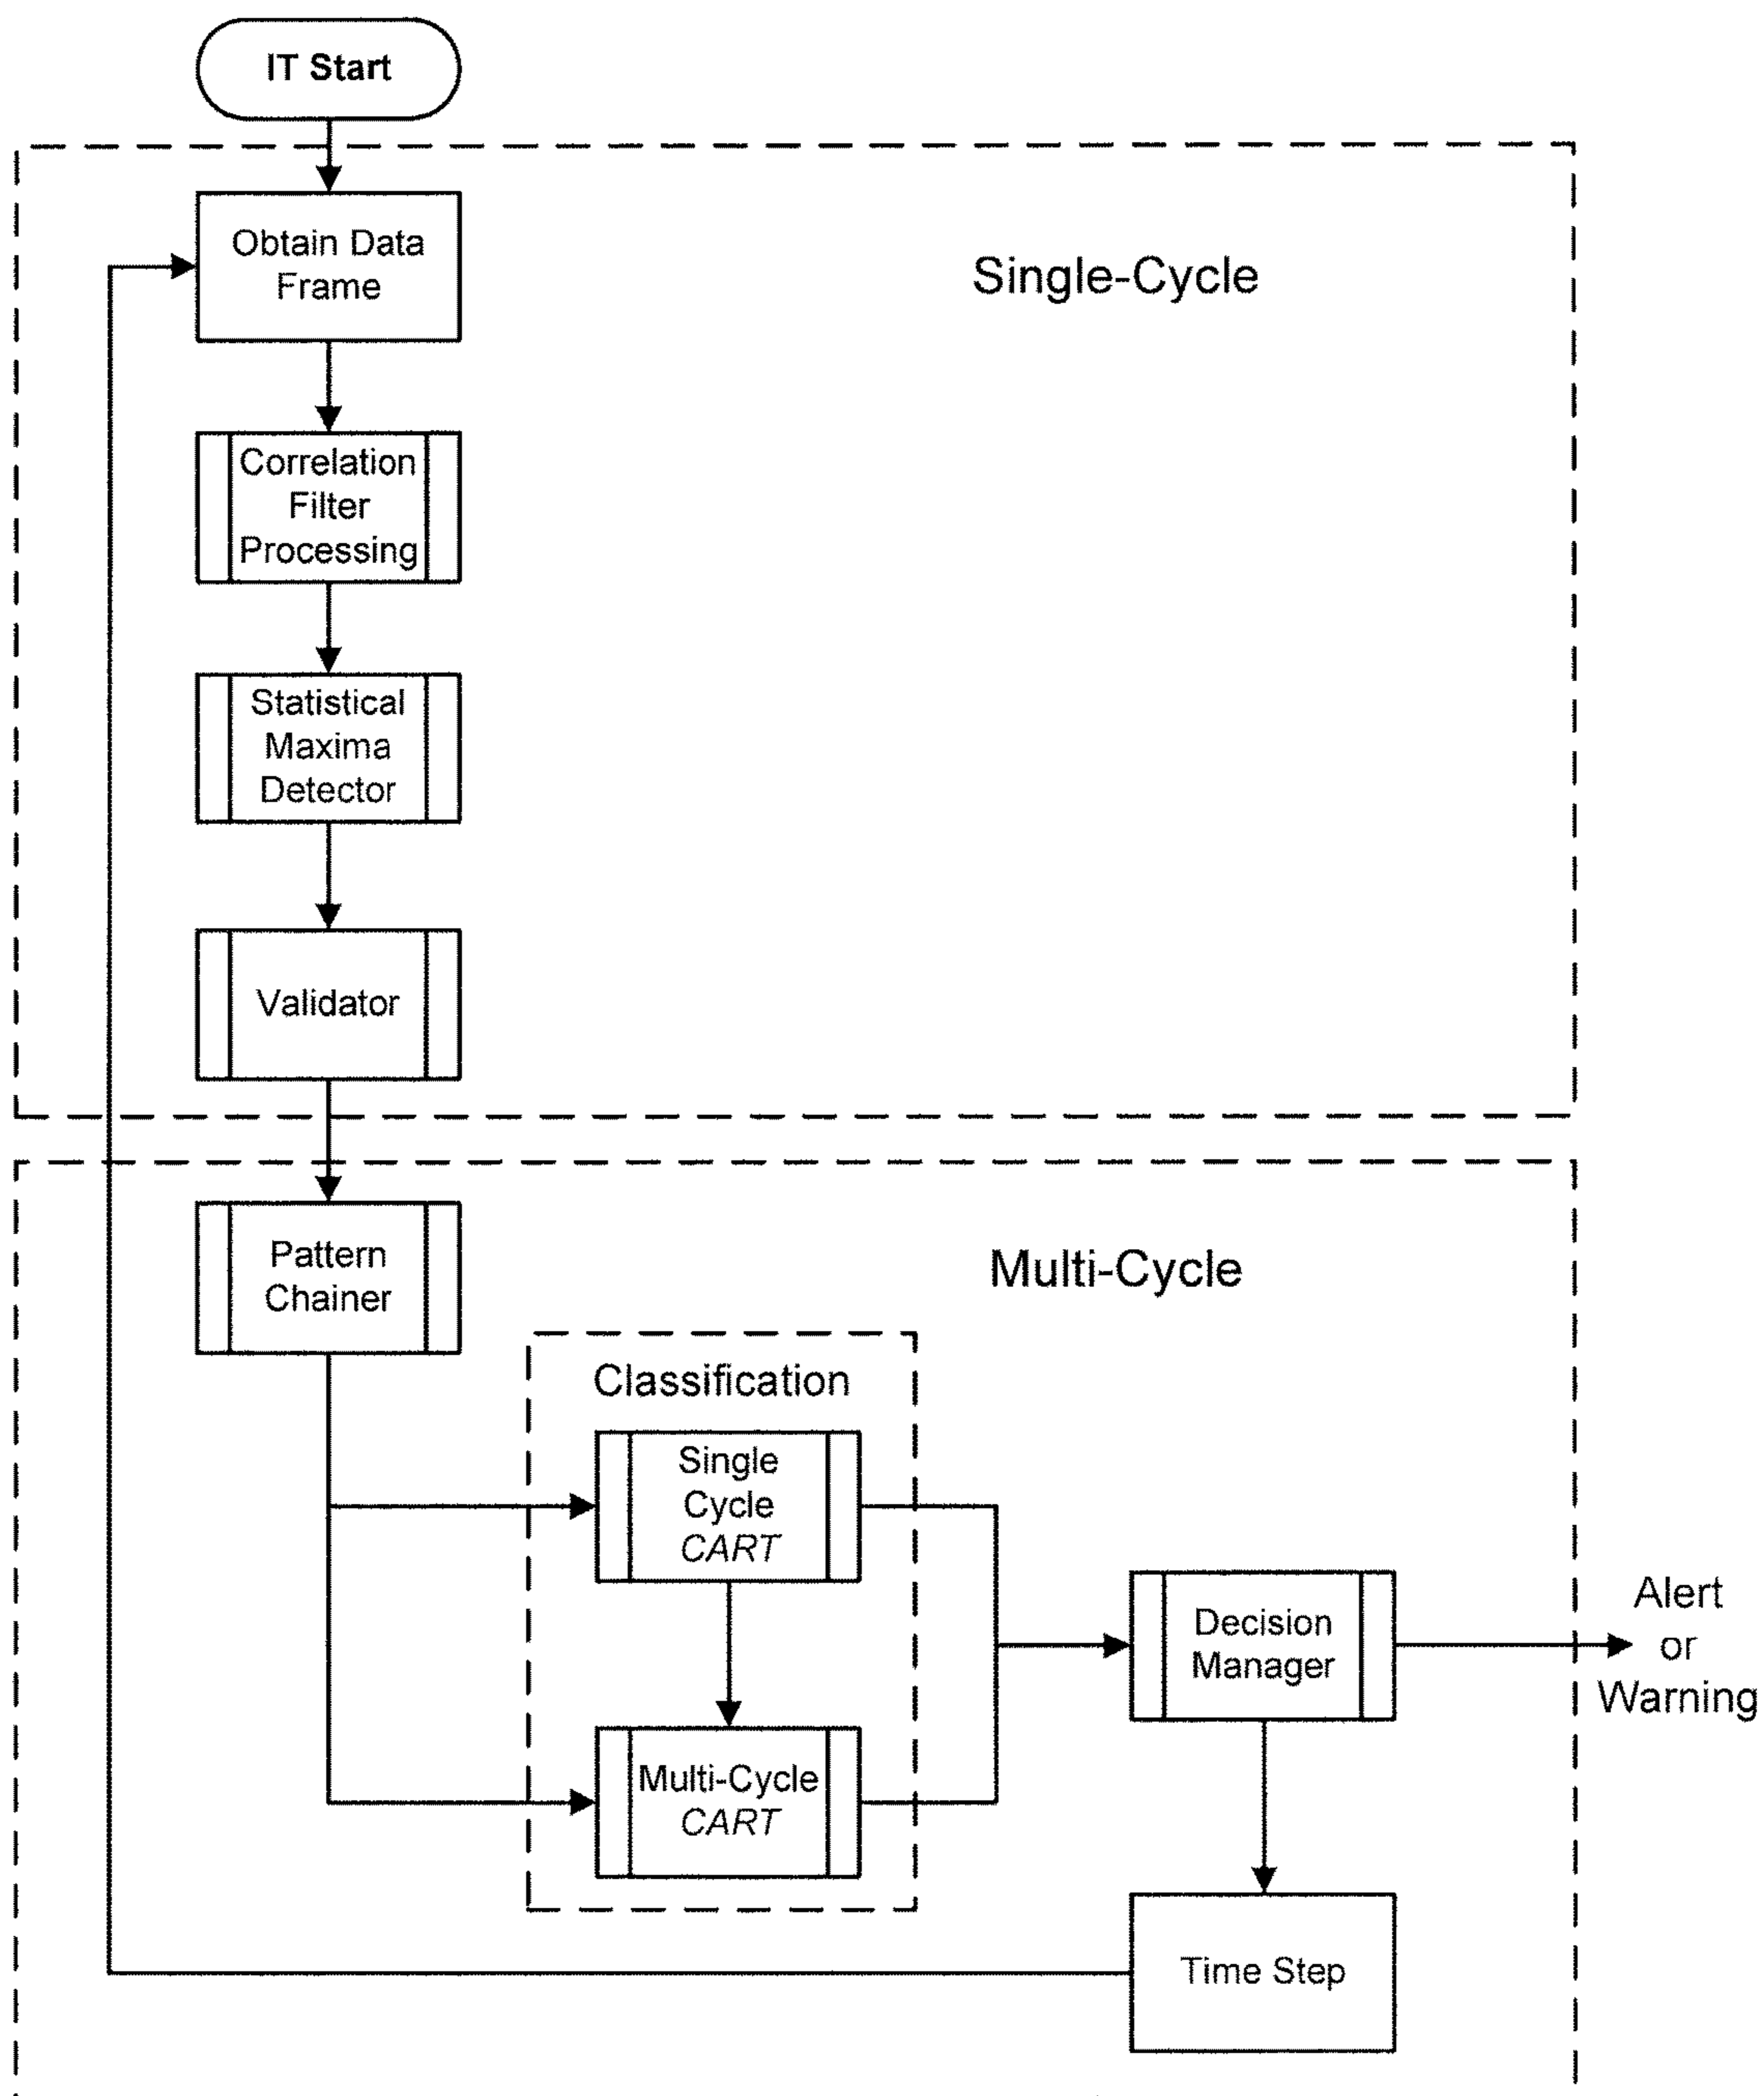 IT Start
Obtain Data
Frame
Single-Cycle
Correlation
Filter
Processing
Statistical
Maxima
Detector
Validator
Pattern
Chainer
Multi-Cycle
Classification
Single
Cycle
CART
Multi-Cycle
CART
Decision
Manager
Alert
or
Warning
Time Step